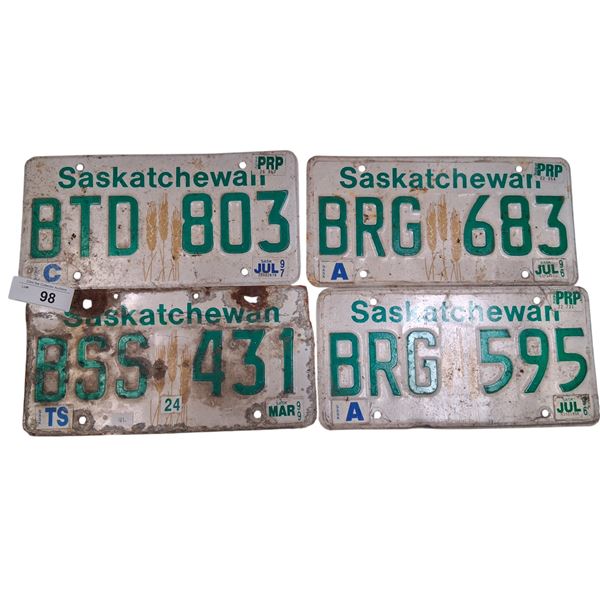 PRP
Saskatchewan
BTD 803
C
JUL 97
98
PRP
Saskatchewan
BRG 683
A
JUL
Saskatchewan
BSS 431
TS
24
MAR
PRP
Saskatchewan
BRG 595
A
JUL